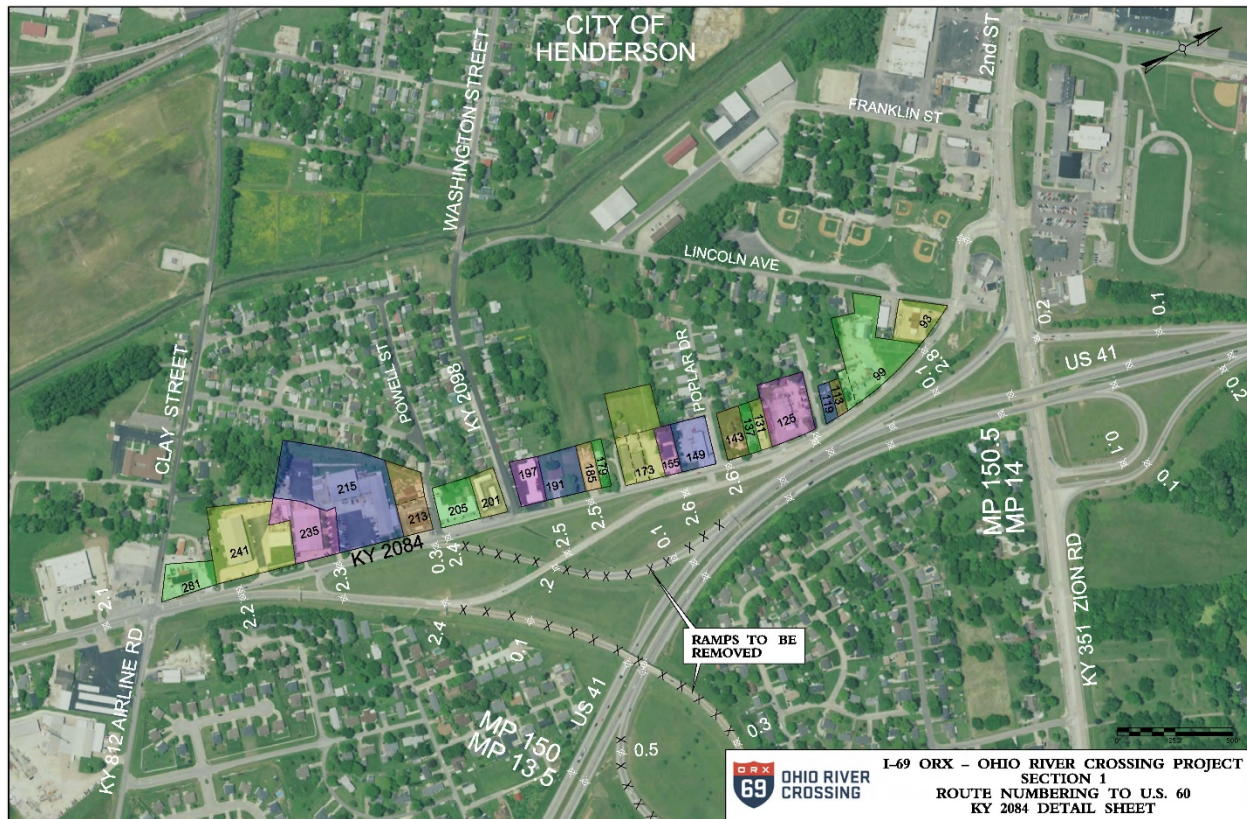 CITY OF
HENDERSON
2nd ST
WASHINGTON STREET
FRANKLIN ST
LINCOLN AVE
0.2
0.1
US 41
0.2
93
2.8
0.1
99
113
119
POPLAR DR
125
131
137
143
149
155
173
179
185
191
197
201
205
213
215
235
241
281
CLAY STREET
POWELL ST
KY 2098
KY 2084
MP 150.5
MP 14
0.1
0.1
2.6
2.6
2.5
2.5
0.1
.2
0.3
2.4
2.3
2.2
2.1
2.4
0.1
RAMPS TO BE
REMOVED
KY 351 ZION RD
KY 812 AIRLINE RD
MP 150
MP 13.5
US 41
0.5
0.3
0
250'
500'
ORX
69
OHIO RIVER
CROSSING
I-69 ORX - OHIO RIVER CROSSING PROJECT
SECTION 1
ROUTE NUMBERING TO U.S. 60
KY 2084 DETAIL SHEET